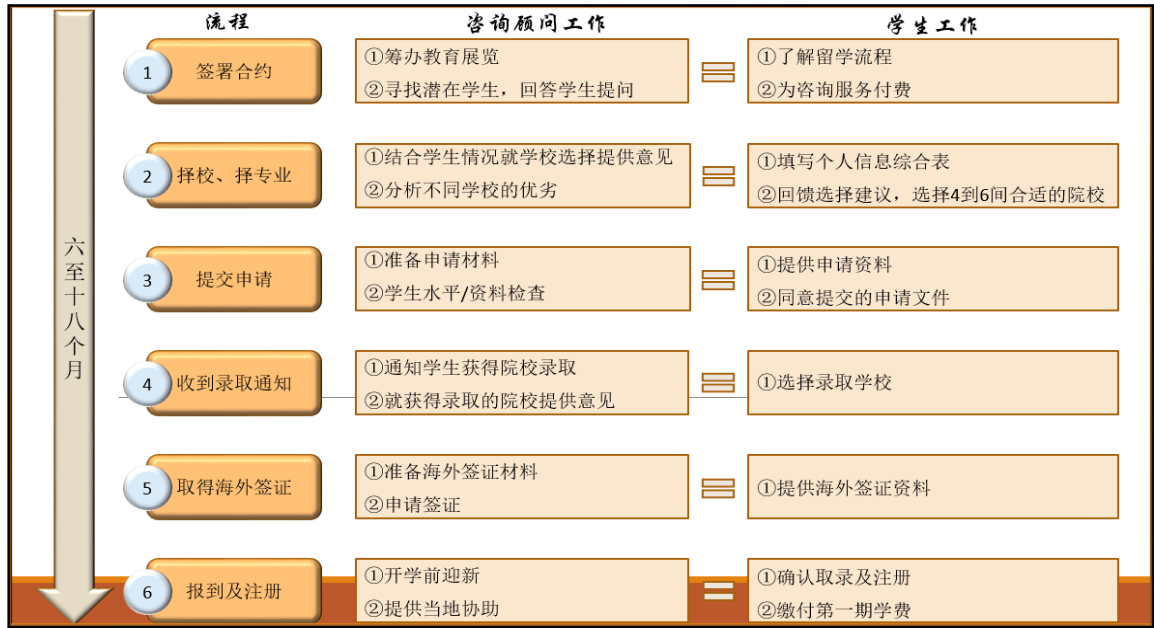 流程
咨询顾问工作
学生工作
六至十八个月
1
签署合约
①筹办教育展览
②寻找潜在学生，回答学生提问
①了解留学流程
②为咨询服务付费
2
择校、择专业
①结合学生情况就学校选择提供意见
②分析不同学校的优劣
①填写个人信息综合表
②回馈选择建议，选择4到6间合适的院校
3
提交申请
①准备申请材料
②学生水平/资料检查
①提供申请资料
②同意提交的申请文件
4
收到录取通知
①通知学生获得院校录取
②就获得录取的院校提供意见
①选择录取学校
5
取得海外签证
①准备海外签证材料
②申请签证
①提供海外签证资料
6
报到及注册
①开学前迎新
②提供当地协助
①确认取录及注册
②缴付第一期学费